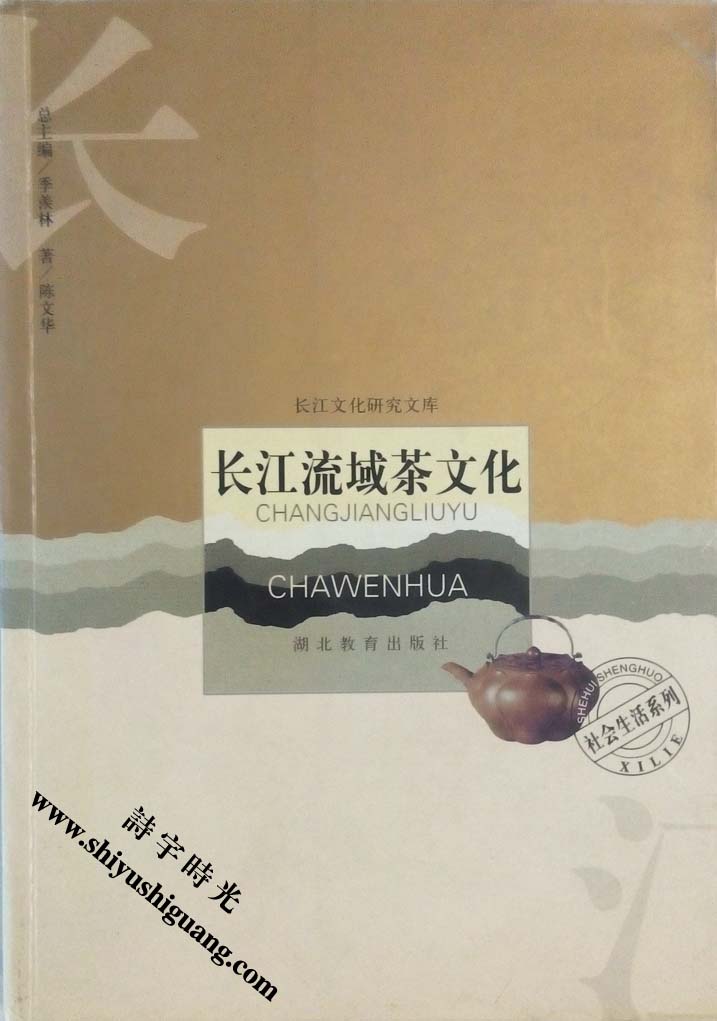 长
总主编/季羡林 著/陈文华
长江文化研究文库
长江流域茶文化
CHANGJIANGLIUYU
CHAWENHUA
湖北教育出版社
SHEHUI SHENGHUO
社会生活系列
XILIE
詩宇時光
www.shiyushiguang.com
江